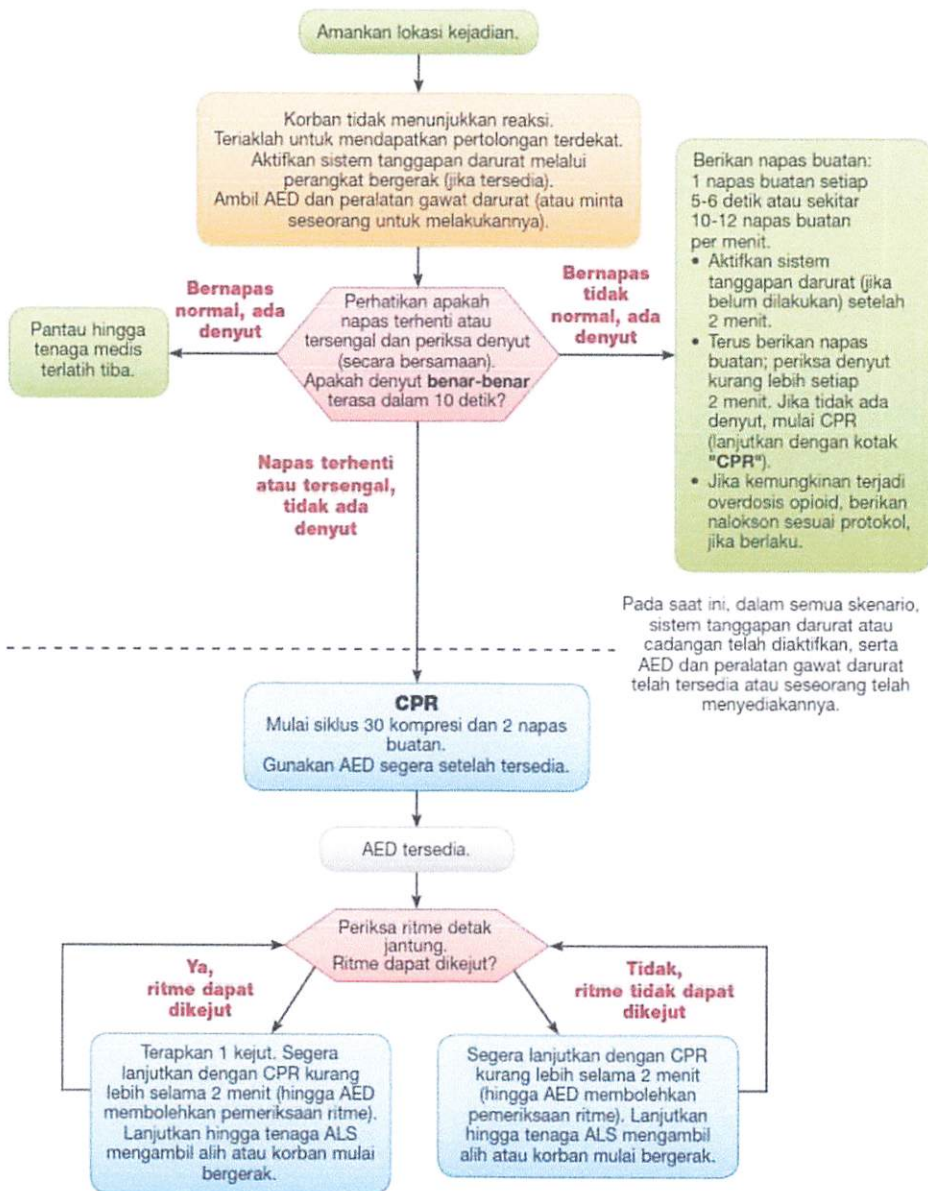 Amankan lokasi kejadian.
Korban tidak menunjukkan reaksi.
Teriaklah untuk mendapatkan pertolongan terdekat.
Aktifkan sistem tanggapan darurat melalui
perangkat bergerak (jika tersedia).
Ambil AED dan peralatan gawat darurat (atau minta
seseorang untuk melakukannya).
Bernapas
normal, ada
denyut
Pantau hingga
tenaga medis
terlatih tiba.
Perhatikan apakah
napas terhenti atau
tersengal dan periksa denyut
(secara bersamaan).
Apakah denyut benar-benar
terasa dalam 10 detik?
Bernapas
tidak
normal, ada
denyut
Berikan napas buatan:
1 napas buatan setiap
5-6 detik atau sekitar
10-12 napas buatan
per menit.
• Aktifkan sistem
tanggapan darurat (jika
belum dilakukan) setelah
2 menit.
• Terus berikan napas
buatan; periksa denyut
kurang lebih setiap
2 menit. Jika tidak ada
denyut, mulai CPR
(lanjutkan dengan kotak
"CPR").
• Jika kemungkinan terjadi
overdosis opioid, berikan
nalokson sesuai protokol,
jika berlaku.
Napas terhenti
atau tersengal,
tidak ada
denyut
Pada saat ini, dalam semua skenario,
sistem tanggapan darurat atau
cadangan telah diaktifkan, serta
AED dan peralatan gawat darurat
telah tersedia atau seseorang telah
menyediakannya.
CPR
Mulai siklus 30 kompresi dan 2 napas
buatan.
Gunakan AED segera setelah tersedia.
AED tersedia.
Periksa ritme detak
jantung.
Ritme dapat dikejut?
Ya,
ritme dapat
dikejut
Tidak,
ritme tidak dapat
dikejut
Terapkan 1 kejut. Segera
lanjutkan dengan CPR kurang
lebih selama 2 menit (hingga AED
membolehkan pemeriksaan ritme).
Lanjutkan hingga tenaga ALS
mengambil alih atau korban mulai
bergerak.
Segera lanjutkan dengan CPR
kurang lebih selama 2 menit
(hingga AED membolehkan
pemeriksaan ritme). Lanjutkan
hingga tenaga ALS mengambil
alih atau korban mulai bergerak.